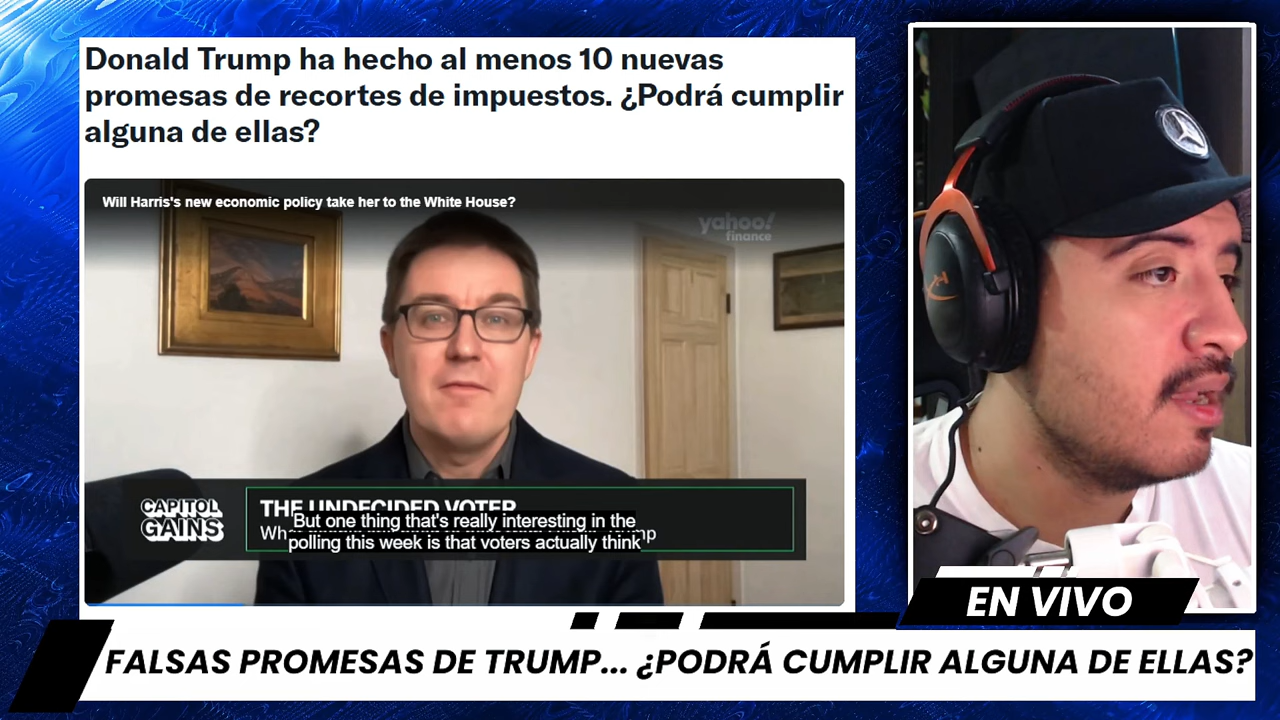 Donald Trump ha hecho al menos 10 nuevas
promesas de recortes de impuestos. ¿Podrá cumplir
alguna de ellas?
Will Harris's new economic policy take her to the White House?
yahoo!
finance
CAPITOL
GAINS
THE UNDECIDED VOTER
But one thing that's really interesting in the
polling this week is that voters actually think
EN VIVO
FALSAS PROMESAS DE TRUMP... ¿PODRÁ CUMPLIR ALGUNA DE ELLAS?